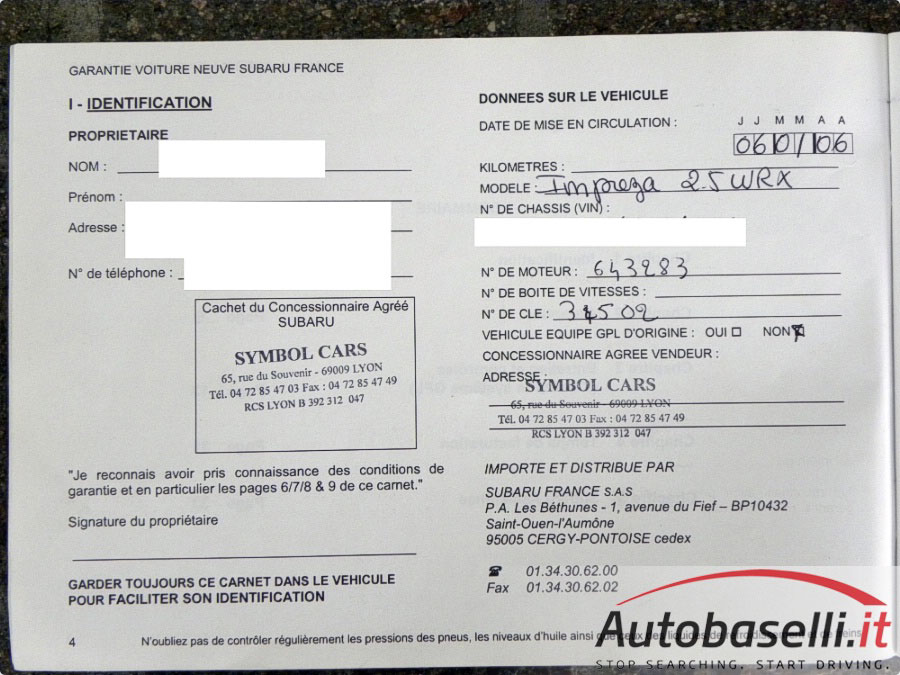 GARANTIE VOITURE NEUVE SUBARU FRANCE
I - IDENTIFICATION
PROPRIETAIRE
NOM :
Prénom :
Adresse :
N° de téléphone :
Cachet du Concessionnaire Agréé
SUBARU
SYMBOL CARS
65, rue du Souvenir - 69009 LYON
Tél. 04 72 85 47 03 Fax : 04 72 85 47 49
RCS LYON B 392 312 047
"Je reconnais avoir pris connaissance des conditions de
garantie et en particulier les pages 6/7/8 & 9 de ce carnet."
Signature du propriétaire
GARDER TOUJOURS CE CARNET DANS LE VEHICULE
POUR FACILITER SON IDENTIFICATION
DONNEES SUR LE VEHICULE
J J M M A A
DATE DE MISE EN CIRCULATION :
KILOMETRES :
MODELE : Impreza 2.5 WRX
N° DE CHASSIS (VIN) :
N° DE MOTEUR : 643283
N° DE BOITE DE VITESSES :
N° DE CLE :
VEHICULE EQUIPE GPL D'ORIGINE : OUI NON
CONCESSIONNAIRE AGREE VENDEUR :
ADRESSE :
SYMBOL CARS
65, rue du Souvenir - 69009 LYON
Tél. 04 72 85 47 03 Fax : 04 72 85 47 49
RCS LYON B 392 312 047
IMPORTE ET DISTRIBUE PAR
SUBARU FRANCE S.A.S
P.A. Les Béthunes - 1, avenue du Fief – BP10432
Saint-Ouen-l'Aumône
95005 CERGY-PONTOISE cedex
☎ 01.34.30.62.00
Fax 01.34.30.62.02
4 N'oubliez pas de contrôler régulièrement les pressions des pneus, les niveaux d'huile ainsi que ceux des liquides de refroidissement et de freins
Autobaselli.it
STOP SEARCHING. START DRIVING.